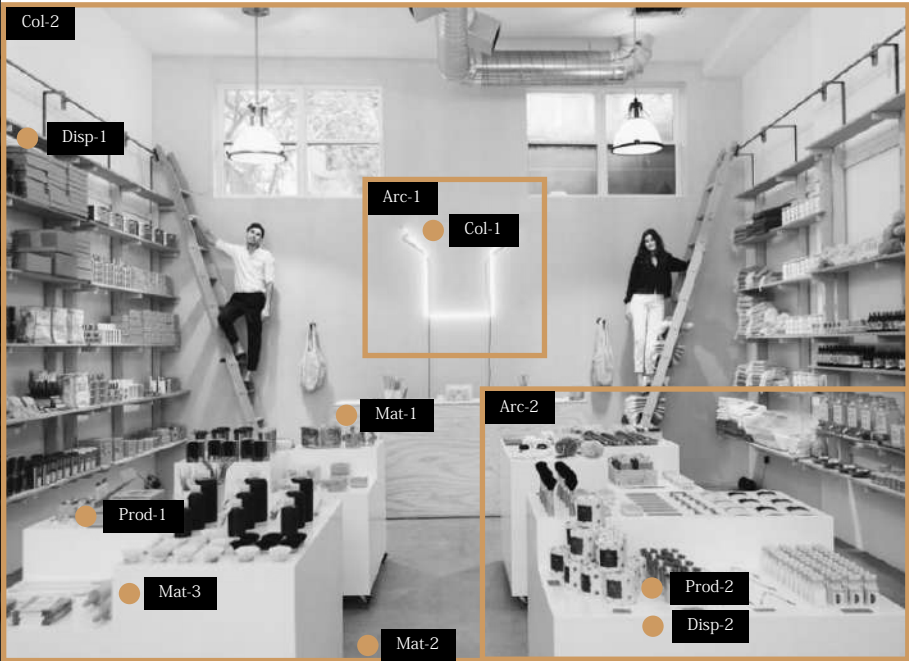 Col-2
Disp-1
Arc-1
Col-1
Arc-2
Mat-1
Prod-1
Mat-3
Prod-2
Disp-2
Mat-2